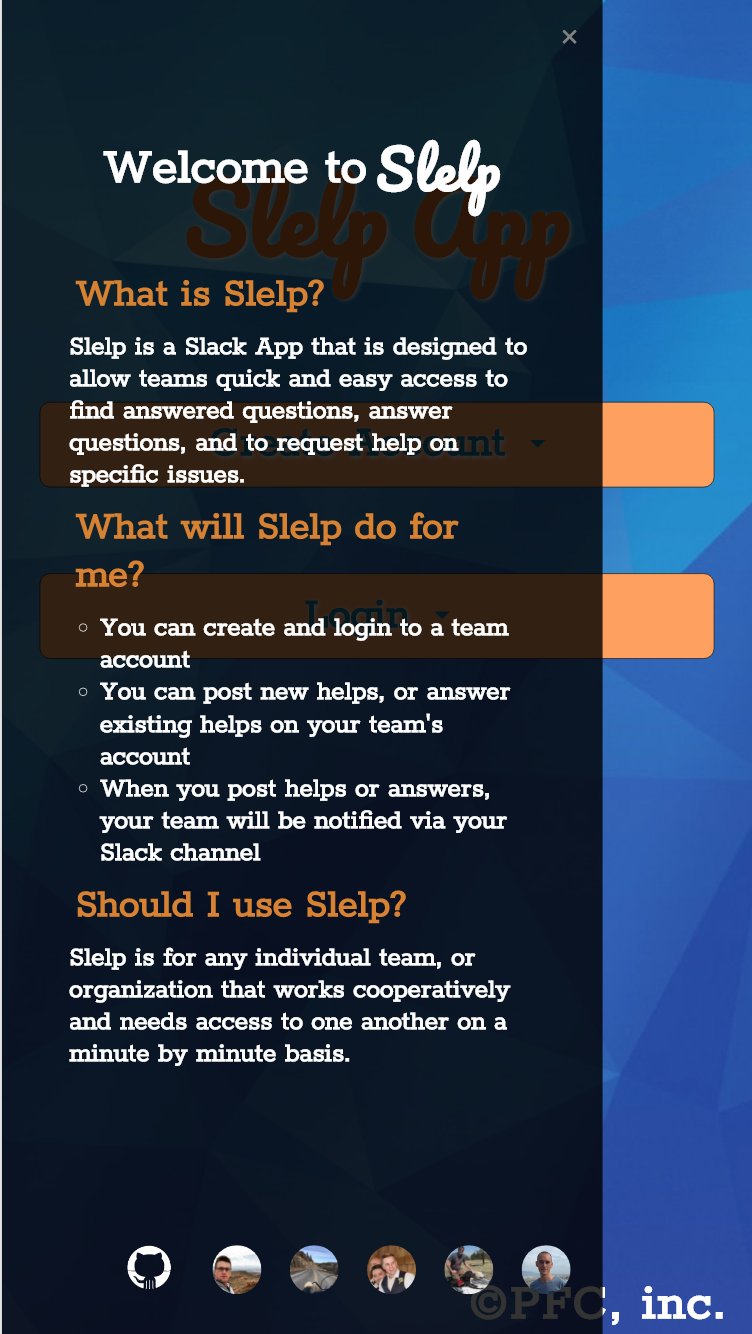 ×
Welcome to Slelp
Slelp App
What is Slelp?
Slelp is a Slack App that is designed to
allow teams quick and easy access to
find answered questions, answer
Create Account
questions, and to request help on
specific issues.
What will Slelp do for
me?
Login
You can create and login to a team
account
You can post new helps, or answer
existing helps on your team's
account
When you post helps or answers,
your team will be notified via your
Slack channel
Should I use Slelp?
Slelp is for any individual team, or
organization that works cooperatively
and needs access to one another on a
minute by minute basis.
©PFC, inc.